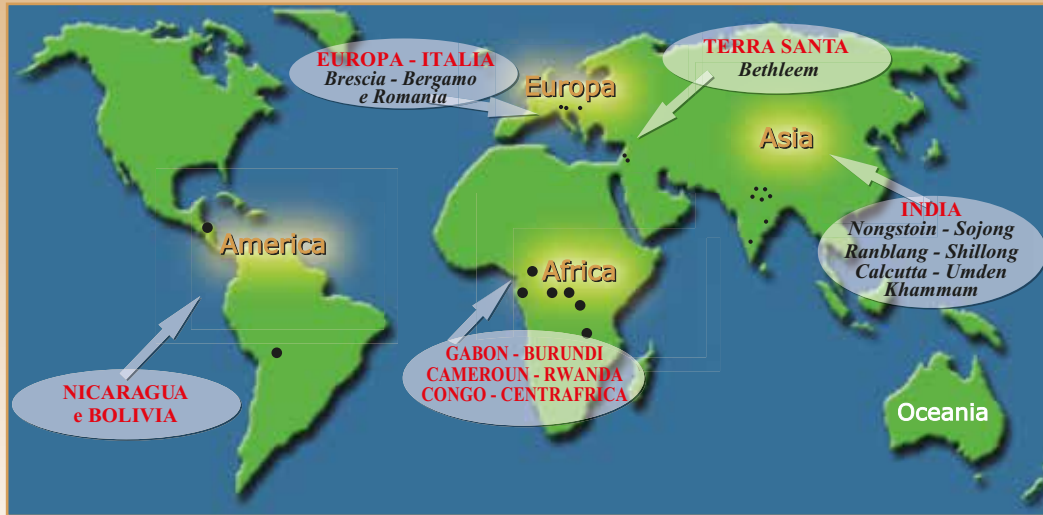 EUROPA - ITALIA
Brescia - Bergamo
e Romania
Europa
TERRA SANTA
Bethleem
Asia
INDIA
Nongstoin - Sojong
Ranblang - Shillong
Calcutta - Umden
Khammam
America
Africa
NICARAGUA
e BOLIVIA
GABON - BURUNDI
CAMEROUN - RWANDA
CONGO - CENTRAFRICA
Oceania